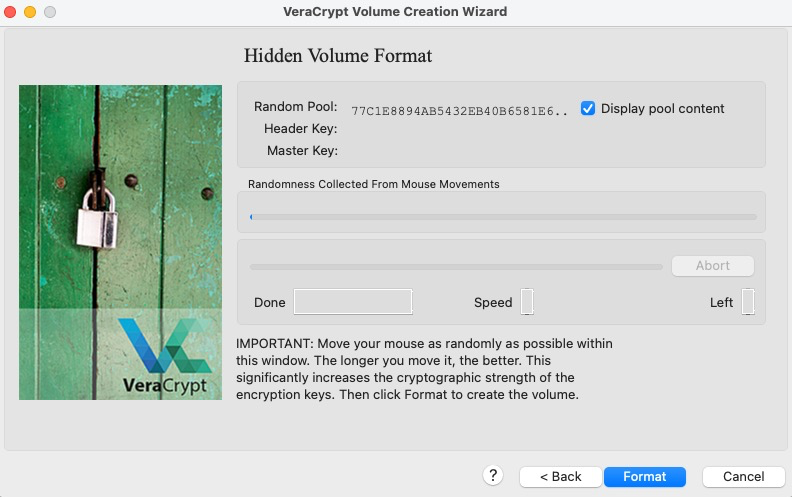 VeraCrypt Volume Creation Wizard
Hidden Volume Format
Random Pool: 77C1E8894AB5432EB40B6581E6.. Display pool content
Header Key:
Master Key:
Randomness Collected From Mouse Movements
Abort
Done Speed Left
IMPORTANT: Move your mouse as randomly as possible within
this window. The longer you move it, the better. This
significantly increases the cryptographic strength of the
encryption keys. Then click Format to create the volume.
VeraCrypt
? < Back Format Cancel